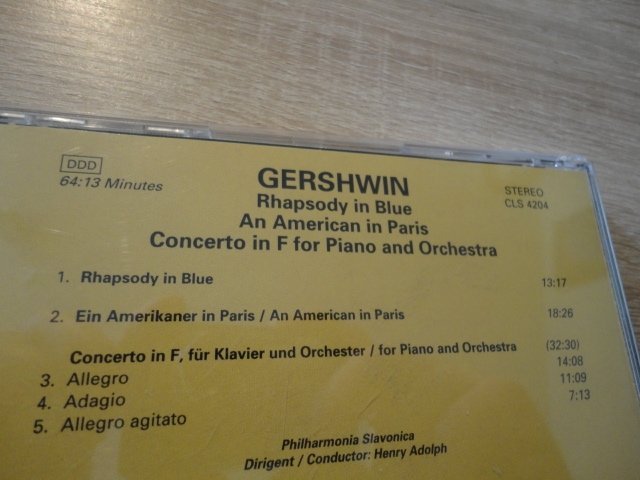 DDD
64:13 Minutes
GERSHWIN
Rhapsody in Blue
An American in Paris
Concerto in F for Piano and Orchestra
STEREO
CLS 4204
1. Rhapsody in Blue 13:17
2. Ein Amerikaner in Paris / An American in Paris 18:26
Concerto in F, für Klavier und Orchester / for Piano and Orchestra (32:30)
3. Allegro 14:08
4. Adagio 11:09
5. Allegro agitato 7:13
Philharmonia Slavonica
Dirigent / Conductor: Henry Adolph